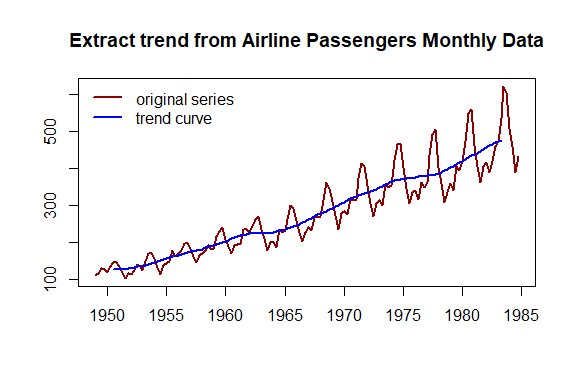 Extract trend from Airline Passengers Monthly Data
original series
trend curve
500
300
100
1950 1955 1960 1965 1970 1975 1980 1985